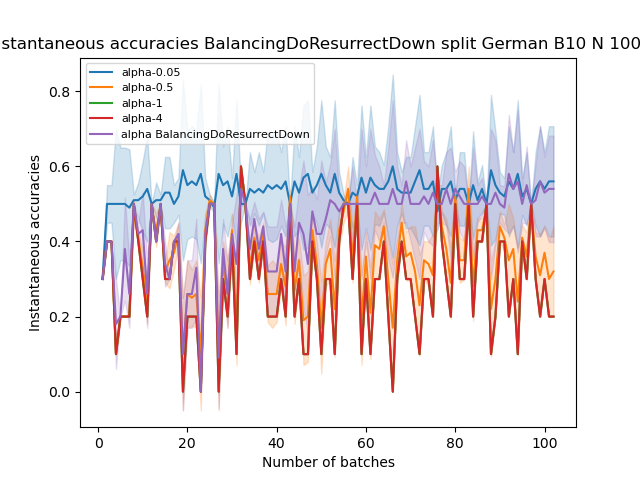 stantaneous accuracies BalancingDoResurrectDown split German B10 N 100
0.8
0.6
0.4
0.2
0.0
Instantaneous accuracies
alpha-0.05
alpha-0.5
alpha-1
alpha-4
alpha BalancingDoResurrectDown
0 20 40 60 80 100
Number of batches